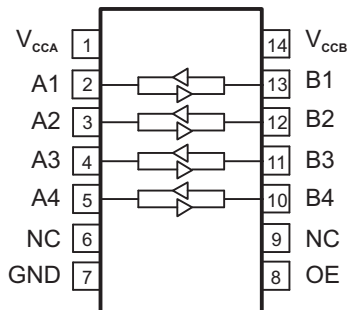 VCCA 1 14 VCCB
A1 2 13 B1
A2 3 12 B2
A3 4 11 B3
A4 5 10 B4
NC 6 9 NC
GND 7 8 OE